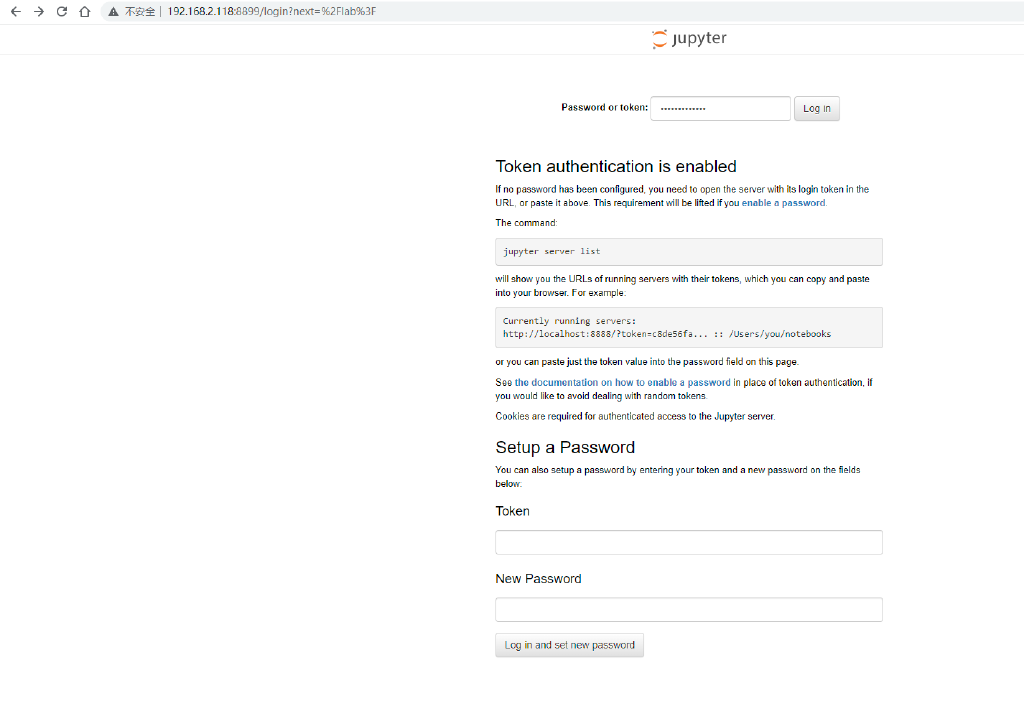 不安全 | 192.168.2.118:8899/login?next=%2Flab%3F
jupyter
Password or token: ············· Log in
Token authentication is enabled
If no password has been configured, you need to open the server with its login token in the
URL, or paste it above. This requirement will be lifted if you enable a password.
The command:
jupyter server list
will show you the URLs of running servers with their tokens, which you can copy and paste
into your browser. For example:
Currently running servers:
http://localhost:8888/?token=c8de56fa... :: /Users/you/notebooks
or you can paste just the token value into the password field on this page.
See the documentation on how to enable a password in place of token authentication, if
you would like to avoid dealing with random tokens.
Cookies are required for authenticated access to the Jupyter server.
Setup a Password
You can also setup a password by entering your token and a new password on the fields
below:
Token
New Password
Log in and set new password